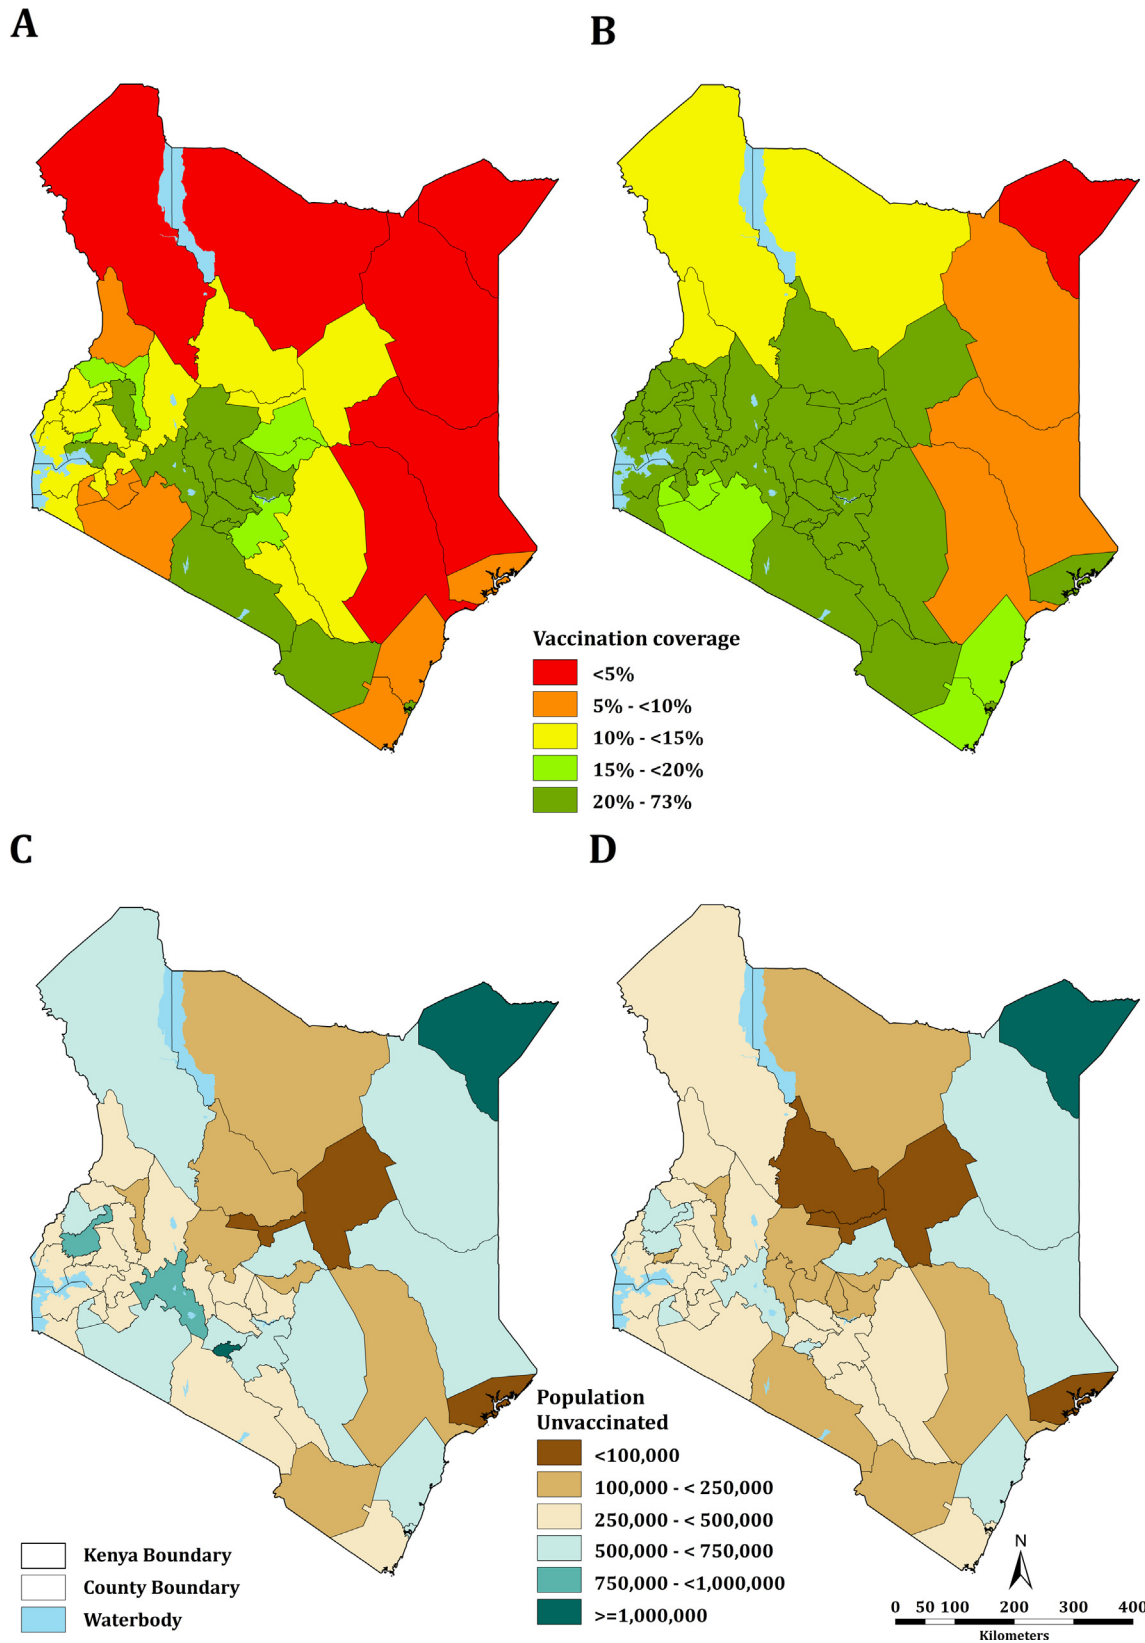 A
B
Vaccination coverage
<5%
5% - <10%
10% - <15%
15% - <20%
20% - 73%
C
D
Population
Unvaccinated
<100,000
100,000 - < 250,000
250,000 - < 500,000
500,000 - < 750,000
750,000 - <1,000,000
>=1,000,000
Kenya Boundary
County Boundary
Waterbody
N
0 50 100 200 300 400
Kilometers